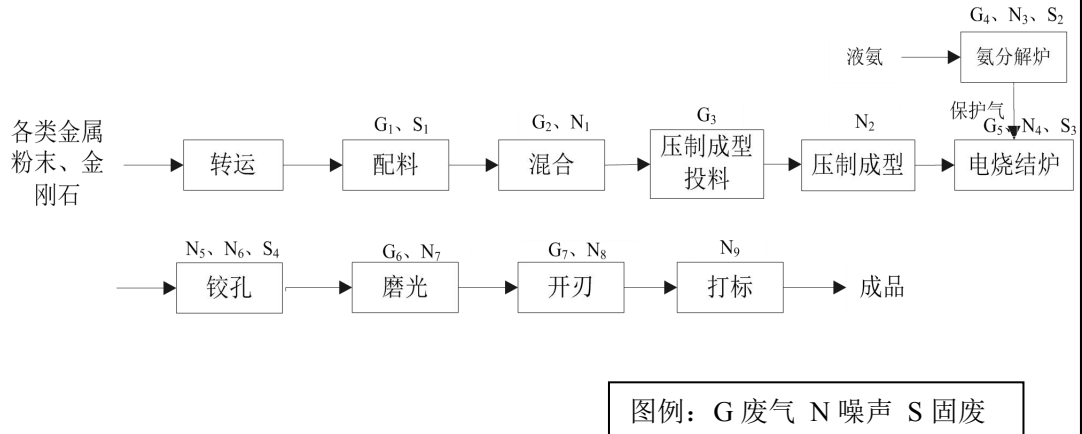 G₄、N₃、S₂
液氨
氨分解炉
保护气
各类金属
粉末、金
刚石
转运
G₁、S₁
配料
G₂、N₁
混合
G₃
压制成型
投料
N₂
压制成型
G₅、N₄、S₃
电烧结炉
N₅、N₆、S₄
铰孔
G₆、N₇
磨光
G₇、N₈
开刃
N₉
打标
成品
图例：G 废气 N 噪声 S 固废